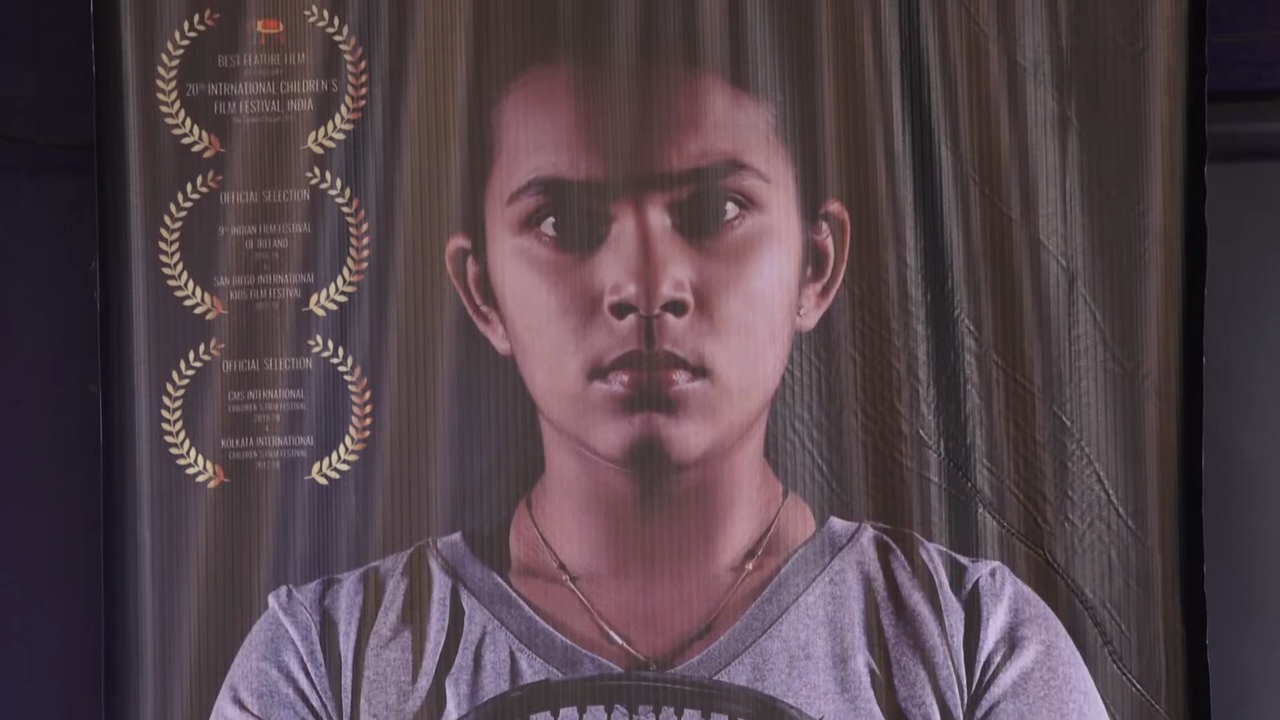 BEST FEATURE FILM
20TH INTRNATIONAL CHILDREN'S
FILM FESTIVAL, INDIA
OFFICIAL SELECTION
9TH INDIAN FILM FESTIVAL
OF IRELAND
&
SAN DIEGO INTERNATIONAL
KIDS FILM FESTIVAL
OFFICIAL SELECTION
CMS INTERNATIONAL
CHILDREN'S FILM FESTIVAL
&
KOLKATA INTERNATIONAL
CHILDREN'S FILM FESTIVAL